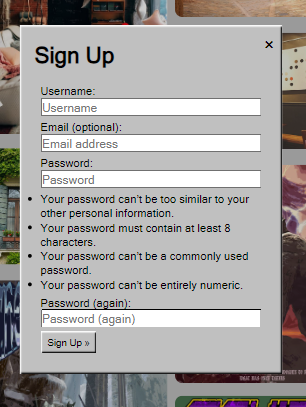 Sign Up
×
Username:
Username
Email (optional):
Email address
Password:
Password
Your password can't be too similar to your
other personal information.
Your password must contain at least 8
characters.
Your password can't be a commonly used
password.
Your password can't be entirely numeric.
Password (again):
Password (again)
Sign Up »